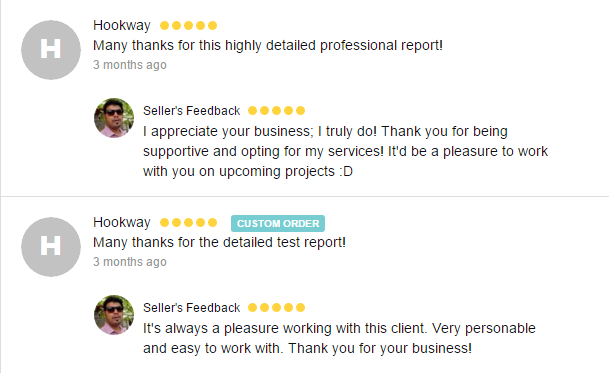 H
Hookway
Many thanks for this highly detailed professional report!
3 months ago
Seller's Feedback
I appreciate your business; I truly do! Thank you for being
supportive and opting for my services! It'd be a pleasure to work
with you on upcoming projects :D
H
Hookway CUSTOM ORDER
Many thanks for the detailed test report!
3 months ago
Seller's Feedback
It's always a pleasure working with this client. Very personable
and easy to work with. Thank you for your business!